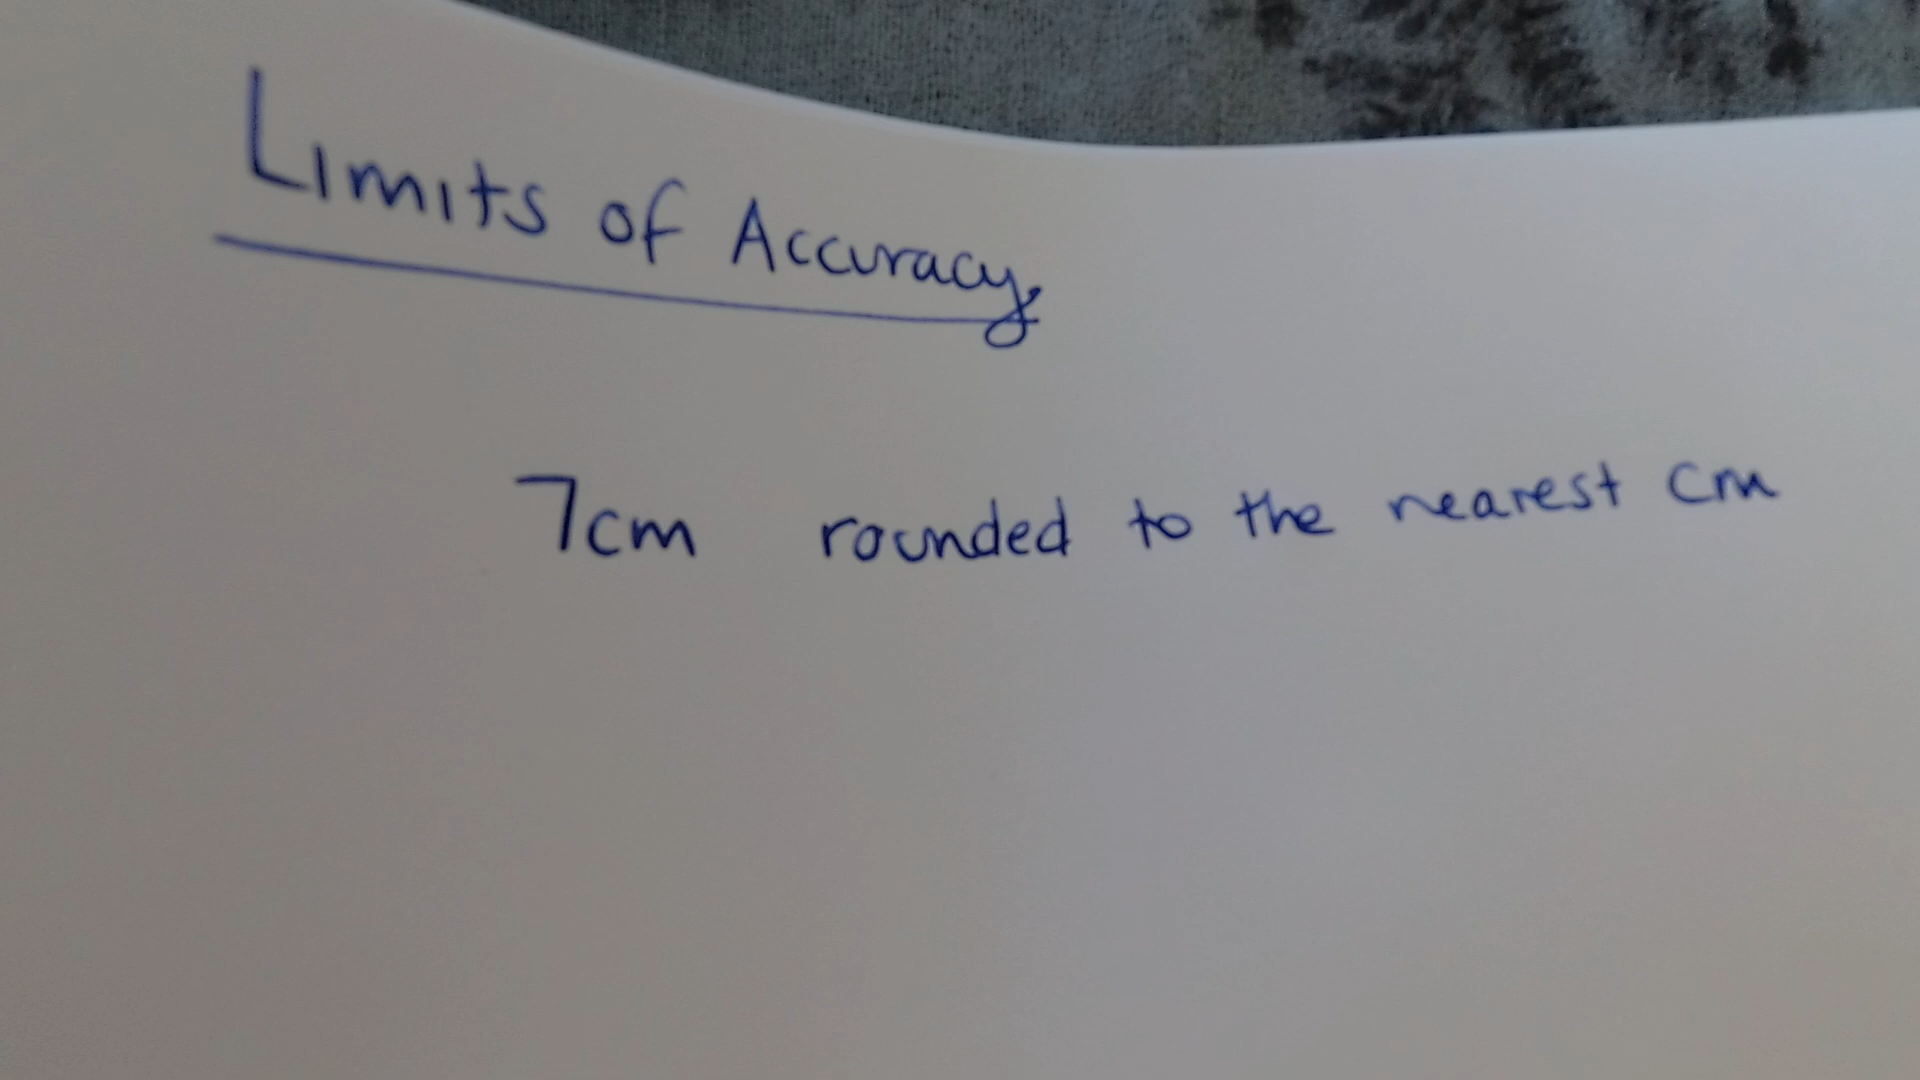 Limits of Accuracy
7cm rounded to the nearest cm